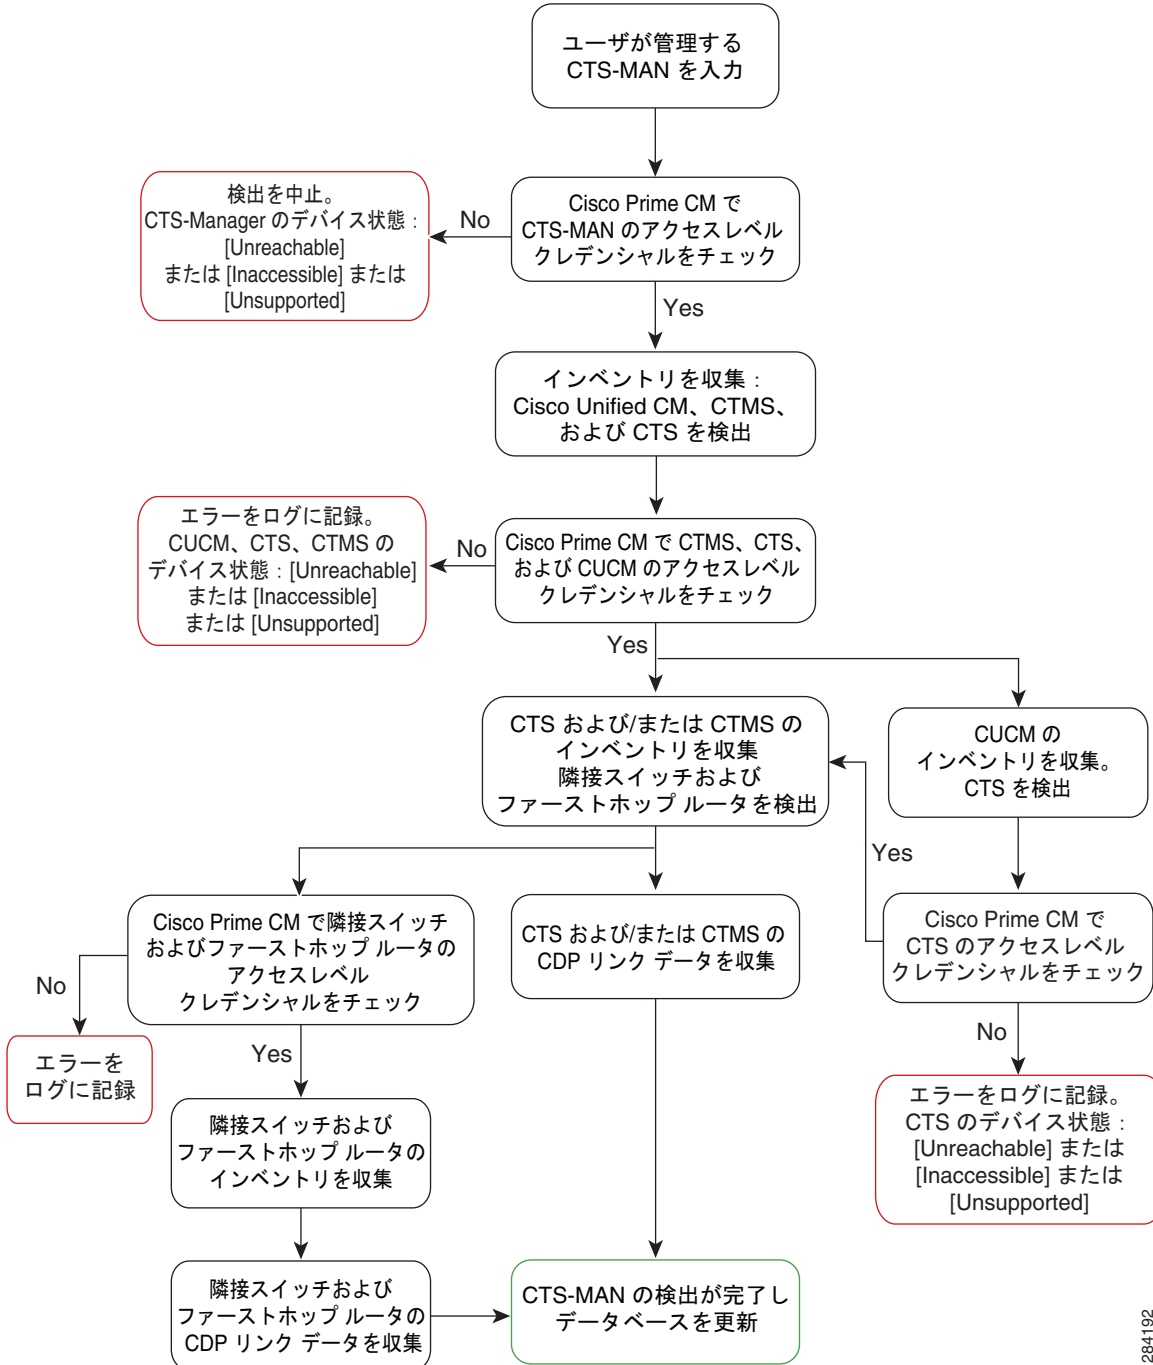 ユーザが管理する
CTS-MAN を入力
検出を中止。
CTS-Manager のデバイス状態：
[Unreachable]
または [Inaccessible] または
[Unsupported]
No
Cisco Prime CM で
CTS-MAN のアクセスレベル
クレデンシャルをチェック
Yes
インベントリを収集：
Cisco Unified CM、CTMS、
および CTS を検出
エラーをログに記録。
CUCM、CTS、CTMS の
デバイス状態：[Unreachable]
または [Inaccessible]
または [Unsupported]
No
Cisco Prime CM で CTMS、CTS、
および CUCM のアクセスレベル
クレデンシャルをチェック
Yes
CTS および/または CTMS の
インベントリを収集
隣接スイッチおよび
ファーストホップ ルータを検出
CUCM の
インベントリを収集。
CTS を検出
Yes
Cisco Prime CM で隣接スイッチ
およびファーストホップ ルータの
アクセスレベル
クレデンシャルをチェック
CTS および/または CTMS の
CDP リンク データを収集
Cisco Prime CM で
CTS のアクセスレベル
クレデンシャルをチェック
No
Yes
No
エラーを
ログに記録
隣接スイッチおよび
ファーストホップ ルータの
インベントリを収集
エラーをログに記録。
CTS のデバイス状態：
[Unreachable] または
[Inaccessible] または
[Unsupported]
隣接スイッチおよび
ファーストホップ ルータの
CDP リンク データを収集
CTS-MAN の検出が完了し
データベースを更新
284192